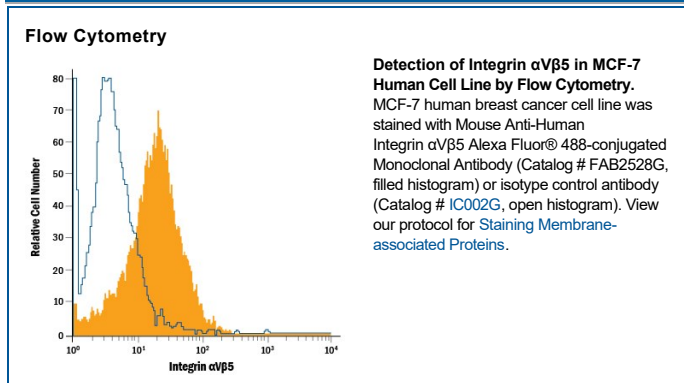 Flow Cytometry
80
70
60
50
40
30
20
10
0
Relative Cell Number
10⁰ 10¹ 10² 10³ 10⁴
Integrin αVβ5
Detection of Integrin αVβ5 in MCF-7
Human Cell Line by Flow Cytometry.
MCF-7 human breast cancer cell line was
stained with Mouse Anti-Human
Integrin αVβ5 Alexa Fluor® 488-conjugated
Monoclonal Antibody (Catalog # FAB2528G,
filled histogram) or isotype control antibody
(Catalog # IC002G, open histogram). View
our protocol for Staining Membrane-
associated Proteins.